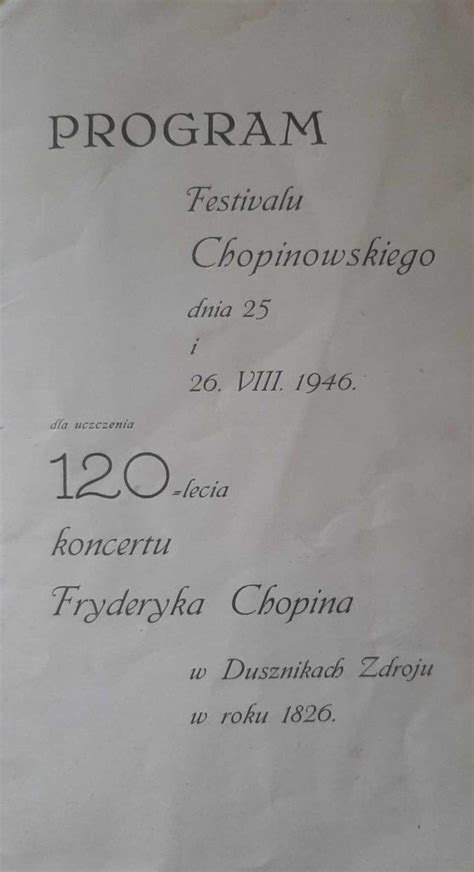 PROGRAM
Festivalu
Chopinowskiego
dnia 25
i
26. VIII. 1946.
dla uczczenia
120=lecia
koncertu
Fryderyka Chopina
w Dusznikach Zdroju
w roku 1826.